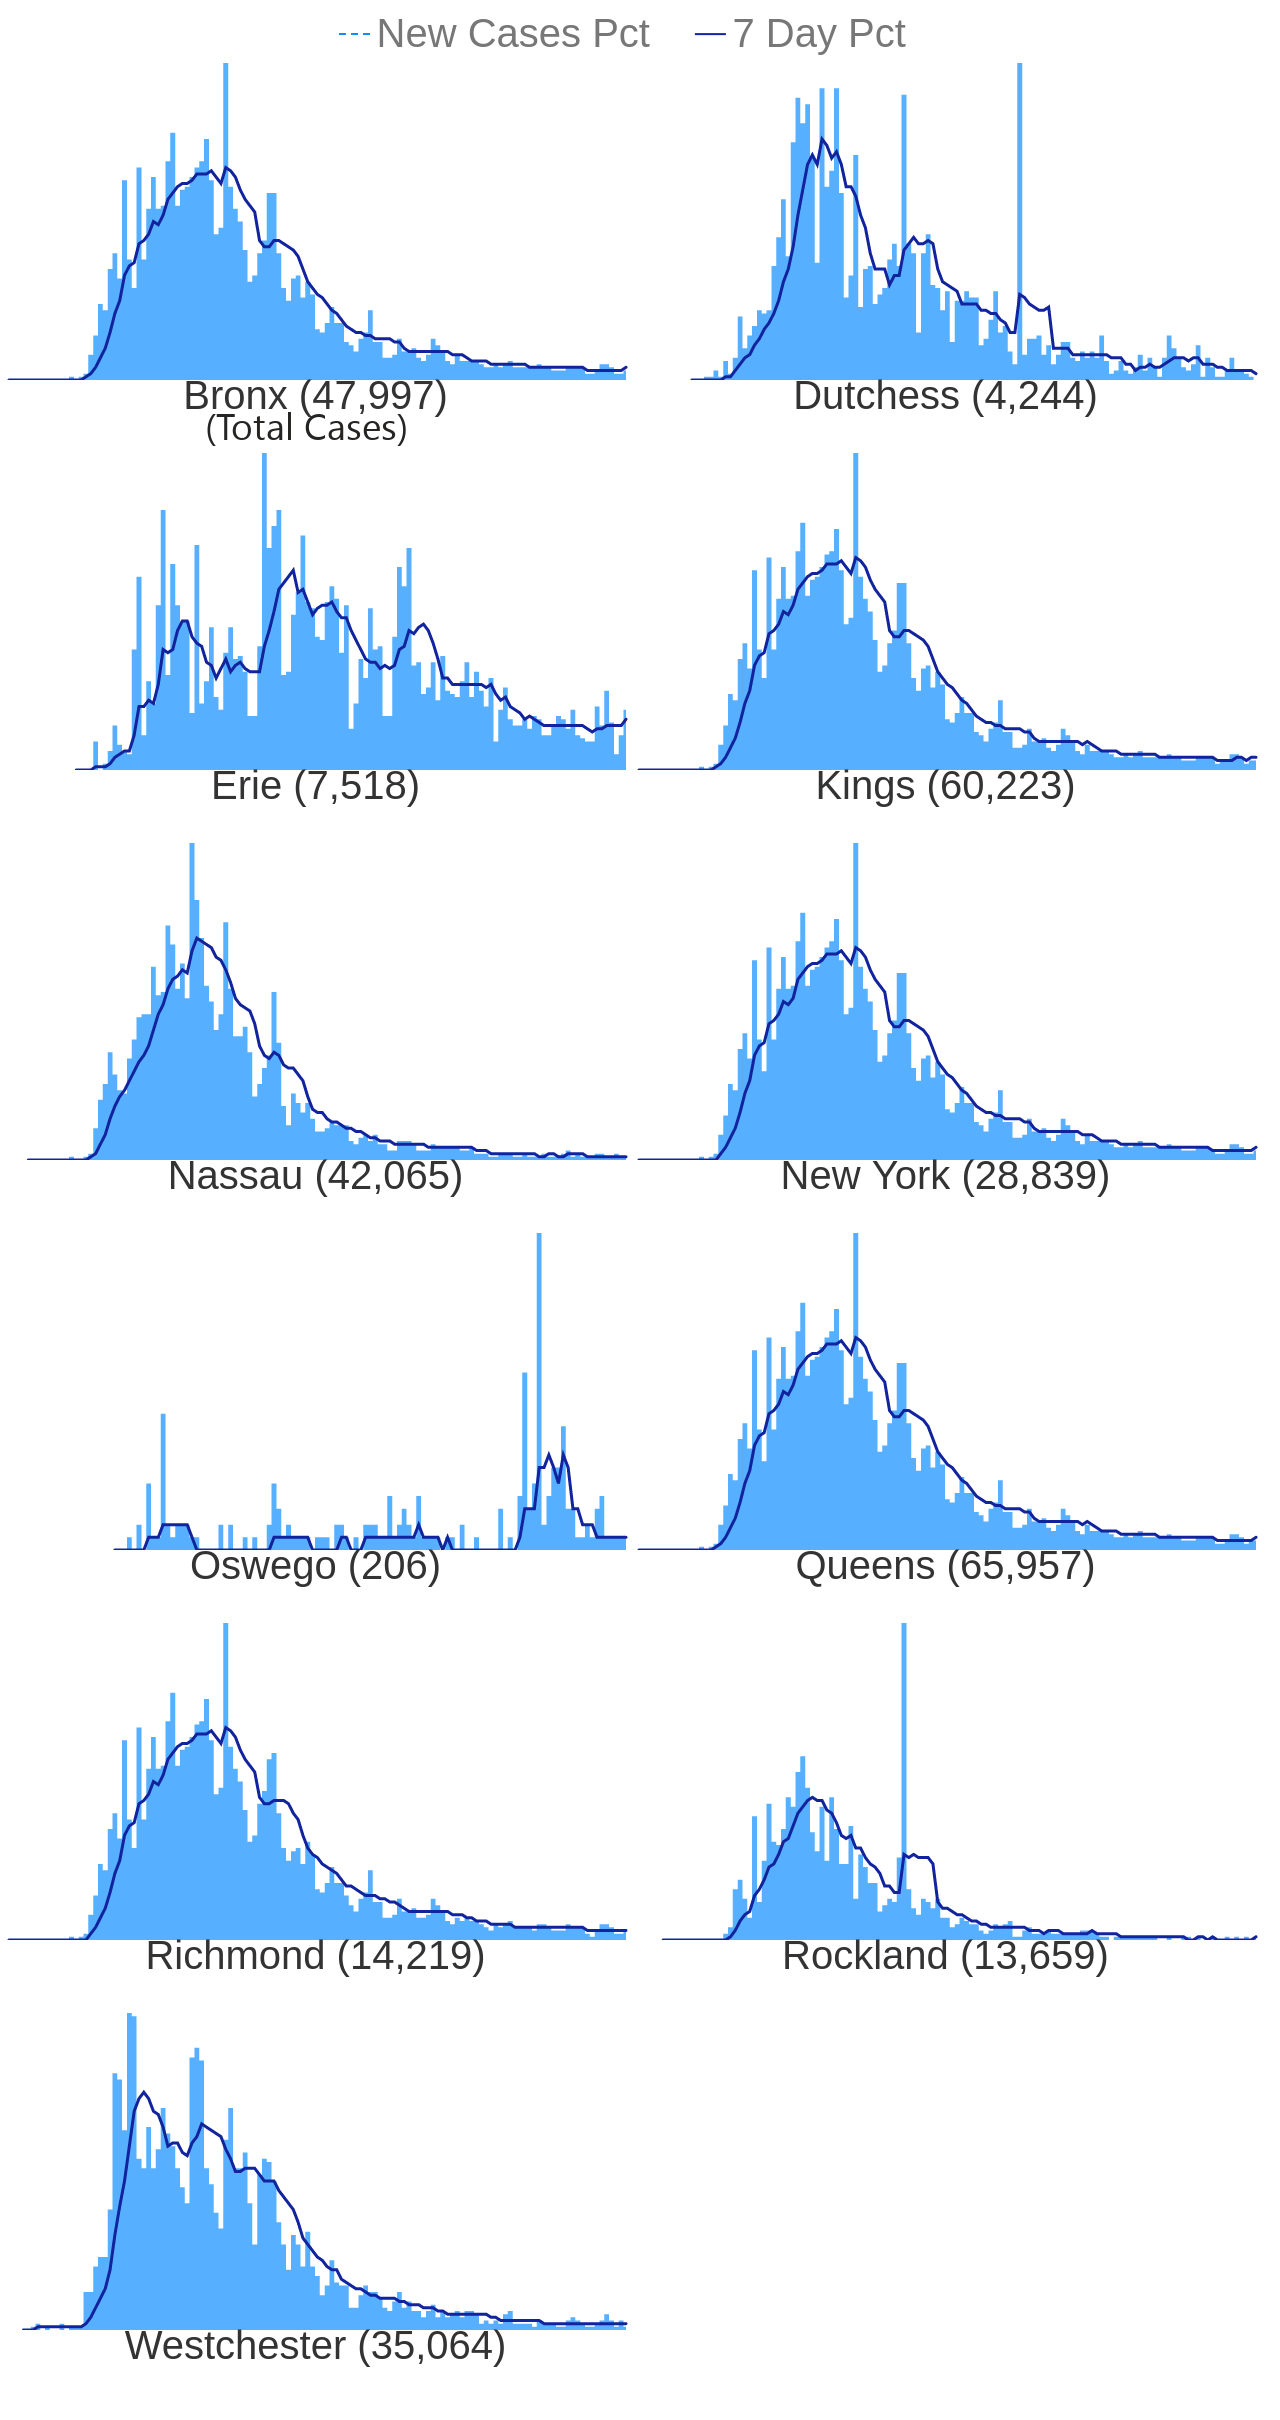 New Cases Pct 7 Day Pct
Bronx (47,997)
(Total Cases)
Dutchess (4,244)
Erie (7,518)
Kings (60,223)
Nassau (42,065)
New York (28,839)
Oswego (206)
Queens (65,957)
Richmond (14,219)
Rockland (13,659)
Westchester (35,064)